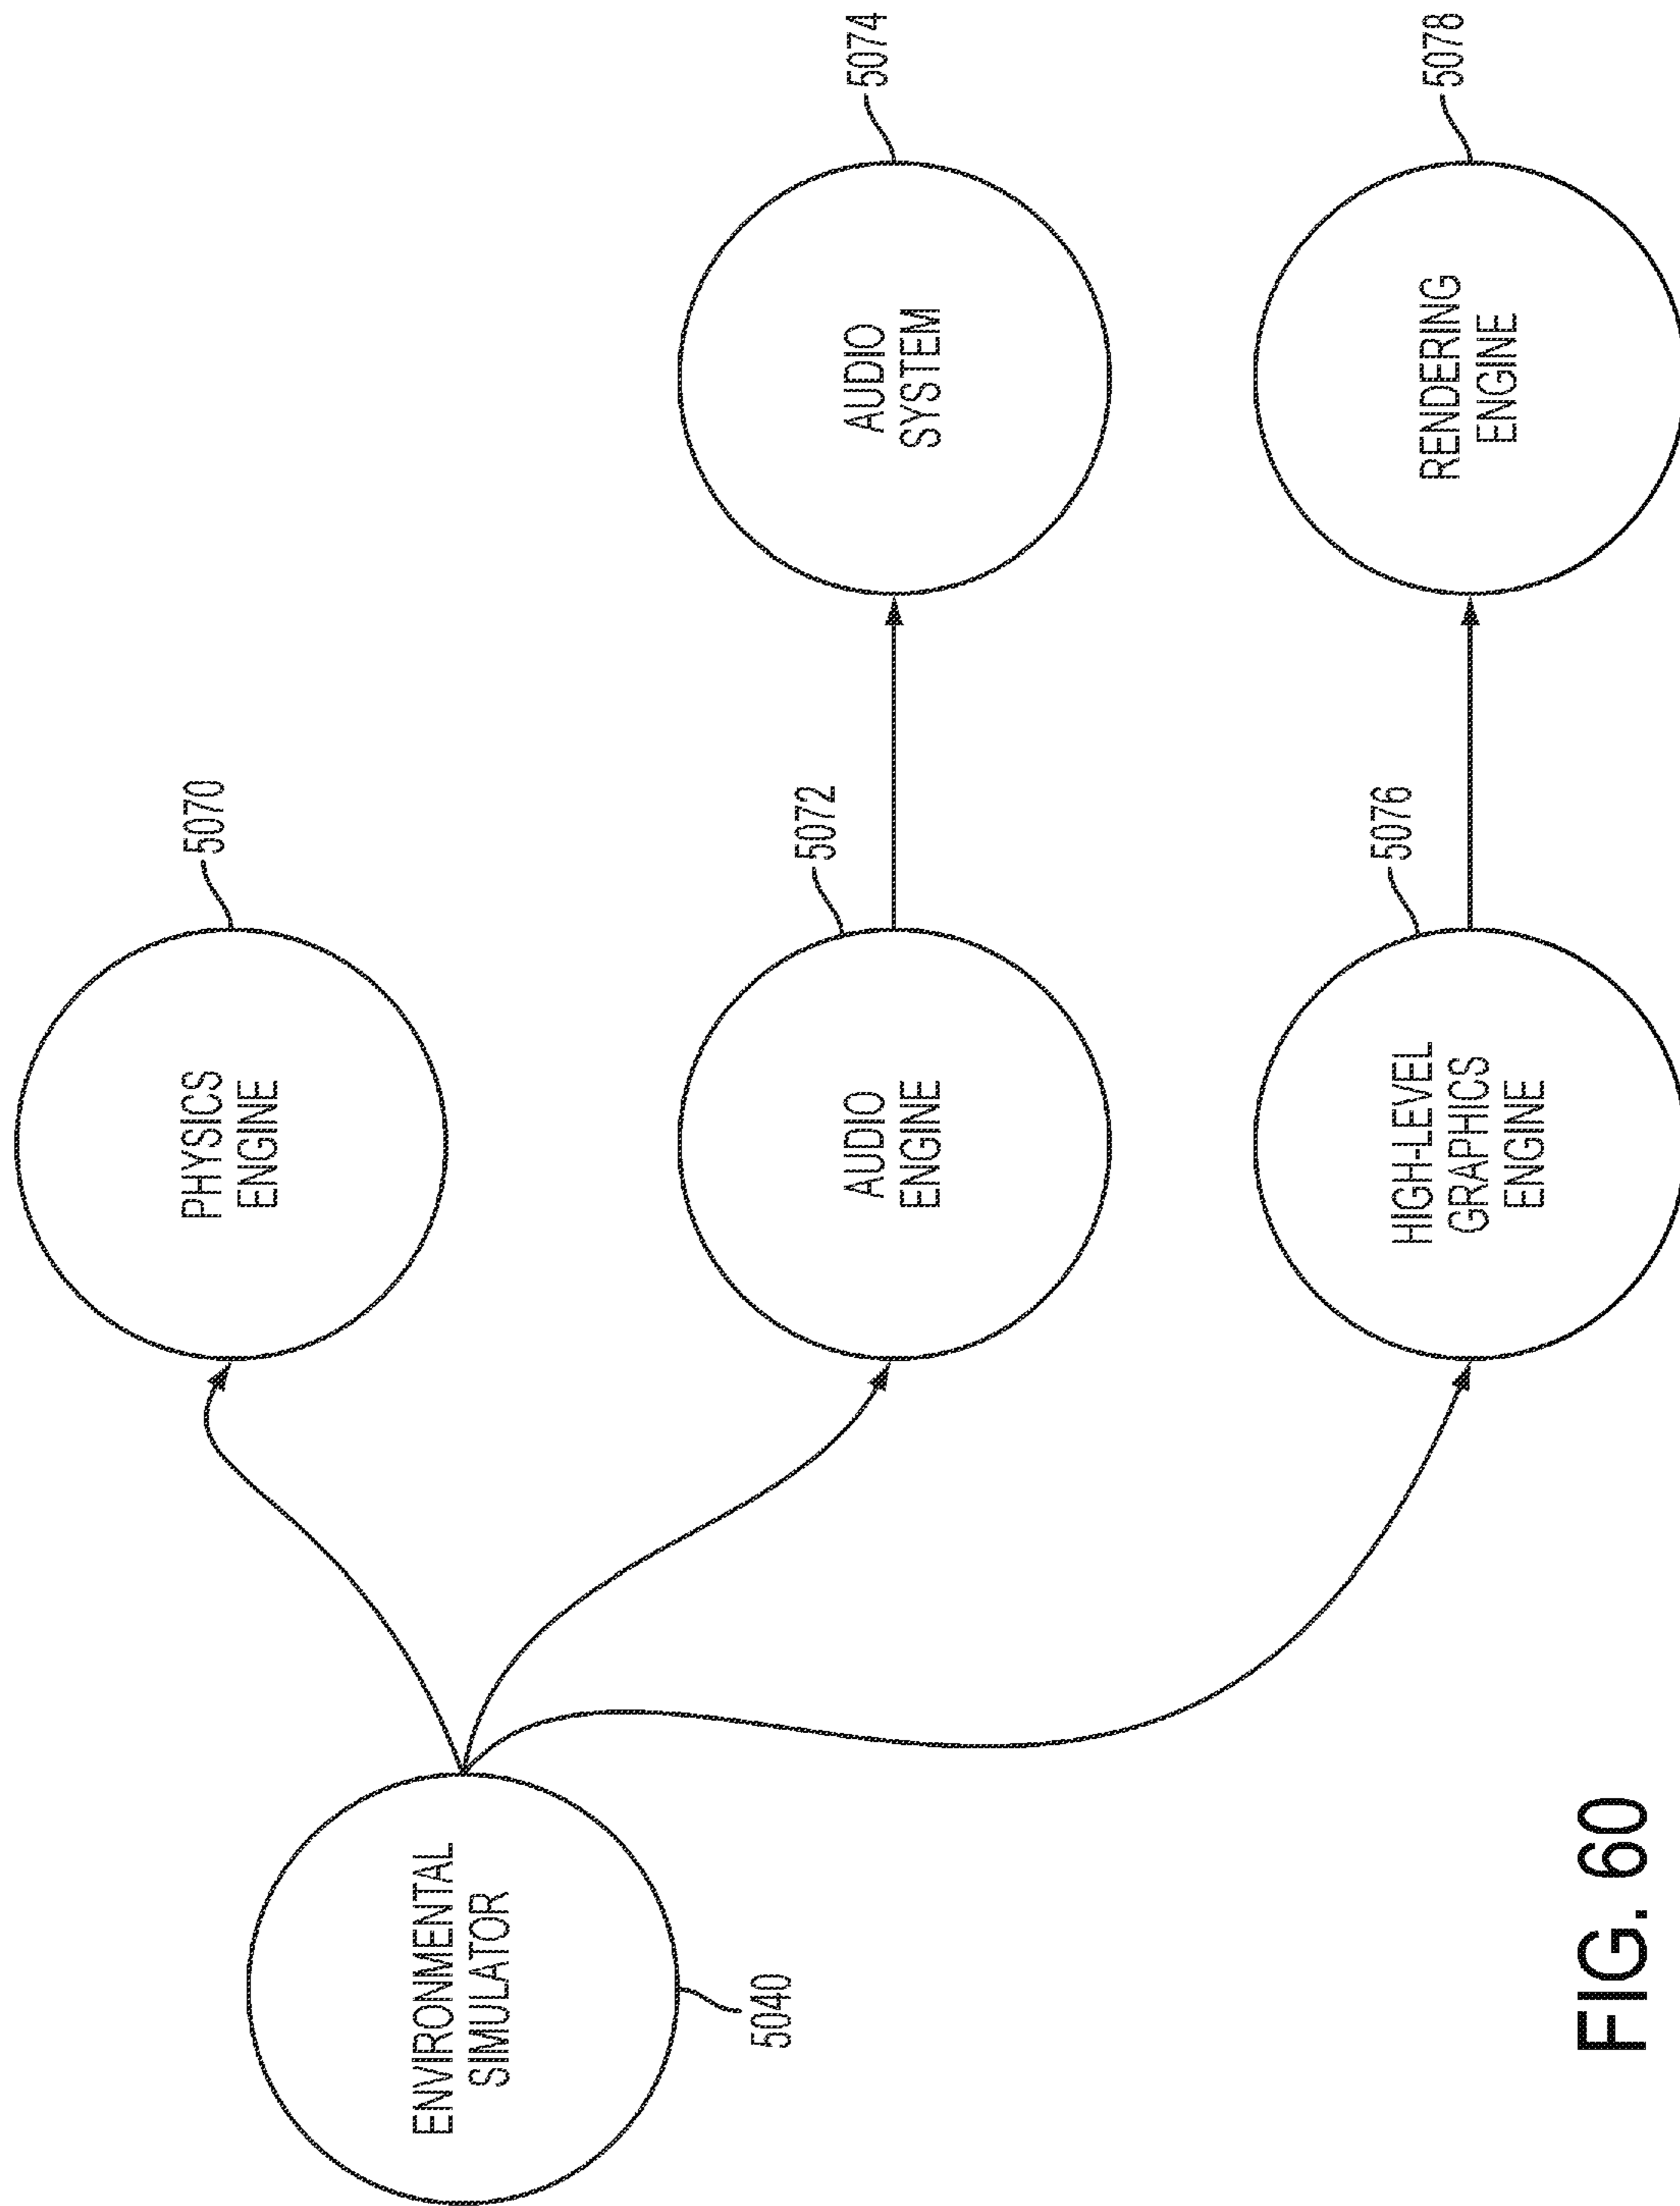 5070
PHYSICS
ENGINE
5072
5074
ENVIRONMENTAL
SIMULATOR
5040
AUDIO
ENGINE
AUDIO
SYSTEM
5076
5078
HIGH-LEVEL
GRAPHICS
ENGINE
RENDERING
ENGINE
FIG. 60